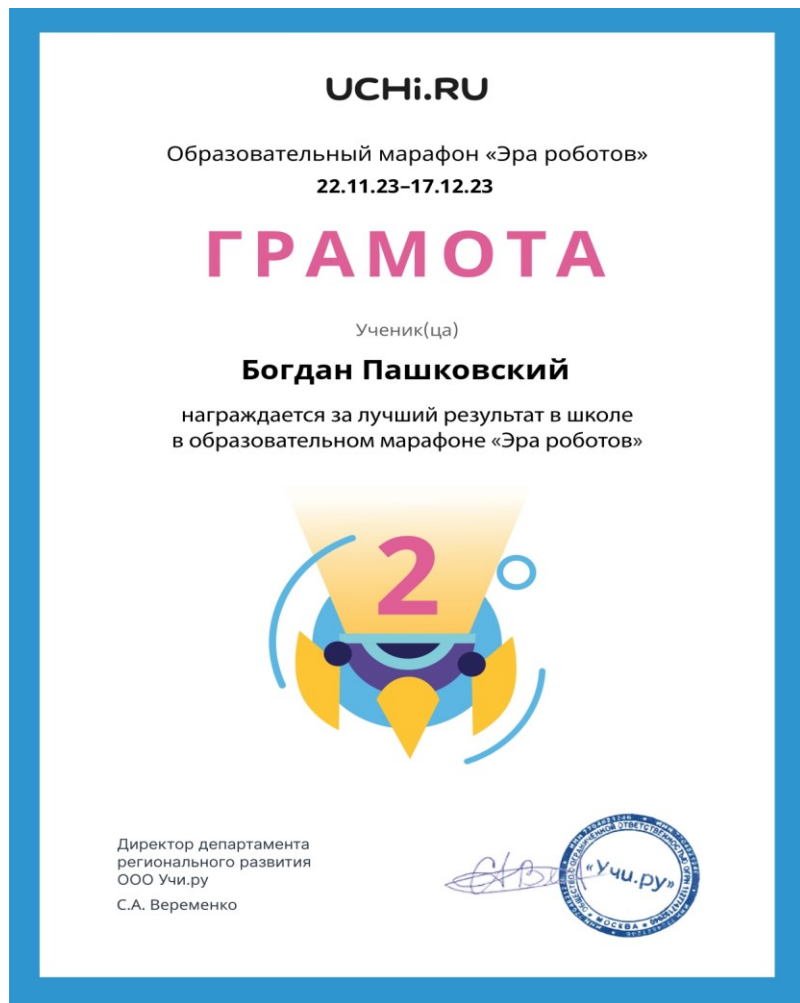 UCHi.RU
Образовательный марафон «Эра роботов»
22.11.23–17.12.23
ГРАМОТА
Ученик(ца)
Богдан Пашковский
награждается за лучший результат в школе
в образовательном марафоне «Эра роботов»
2
Директор департамента
регионального развития
ООО Учи.ру
С.А. Веременко
«Учи.ру»
МОСКВА